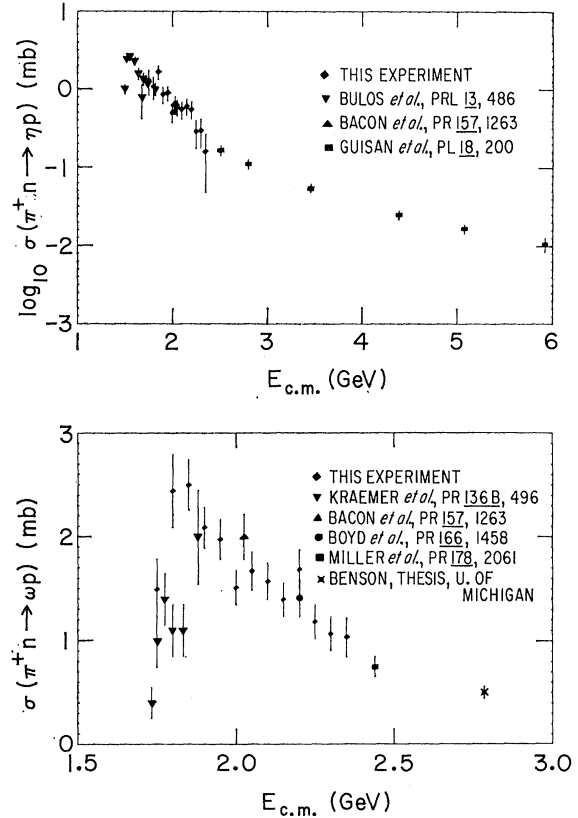 1
0
-1
-2
-3
log10 σ (π+ n → ηp) (mb)
◆ THIS EXPERIMENT
▼ BULOS et al., PRL 13, 486
▲ BACON et al., PR 157, 1263
■ GUISAN et al., PL 18, 200
1 2 3 4 5 6
Ec.m. (GeV)
3
2
1
0
σ (π+ n → ωp) (mb)
◆ THIS EXPERIMENT
▼ KRAEMER et al., PR 136B, 496
▲ BACON et al., PR 157, 1263
● BOYD et al., PR 166, 1458
■ MILLER et al., PR 178, 2061
✶ BENSON, THESIS, U. OF
MICHIGAN
1.5 2.0 2.5 3.0
Ec.m. (GeV)